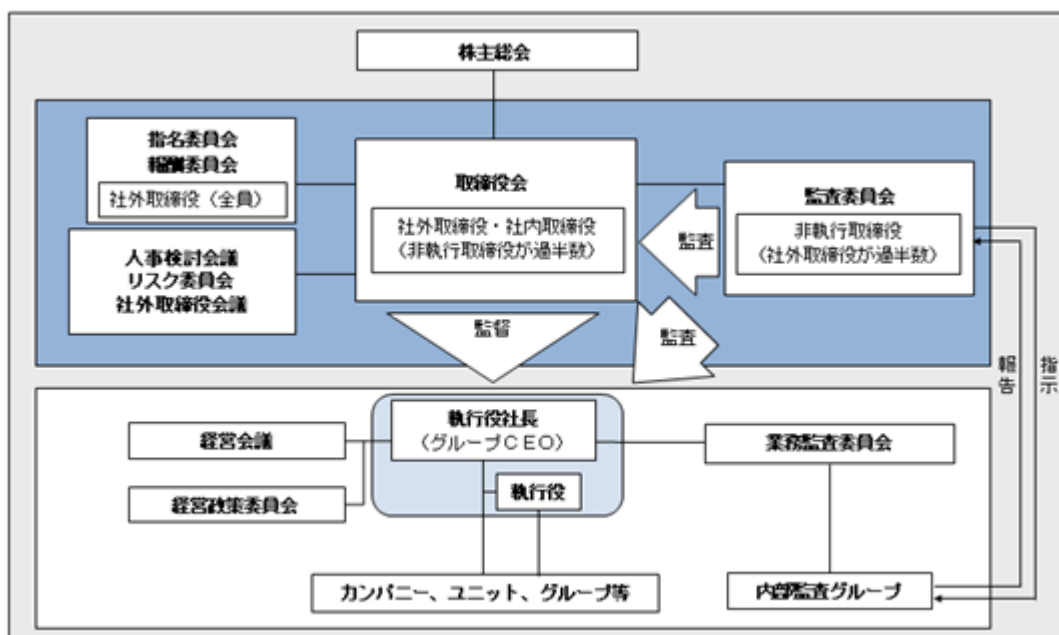 株主総会
指名委員会
報酬委員会
社外取締役（全員）
人事検討会議
リスク委員会
社外取締役会議
取締役会
社外取締役・社内取締役
（非執行取締役が過半数）
監査
監査委員会
非執行取締役
（社外取締役が過半数）
監督
監査
報告
指示
経営会議
経営政策委員会
執行役社長
（グループCEO）
執行役
業務監査委員会
カンパニー、ユニット、グループ等
内部監査グループ